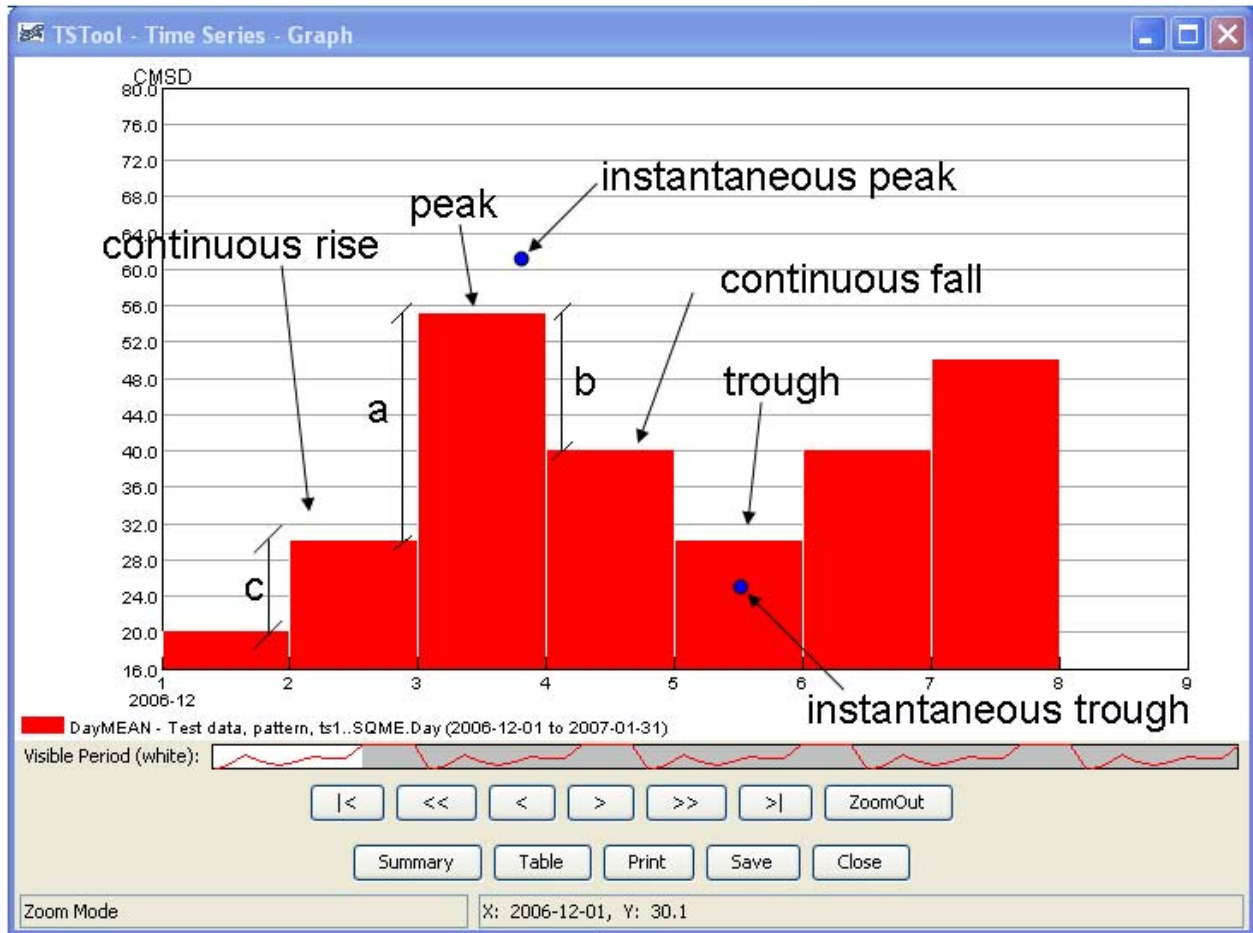 TSTool - Time Series - Graph
CMSD
80.0
76.0
72.0
68.0
64.0
60.0
56.0
52.0
48.0
44.0
40.0
36.0
32.0
28.0
24.0
20.0
16.0
instantaneous peak
peak
continuous rise
continuous fall
a
b
trough
c
1 2 3 4 5 6 7 8 9
2006-12
instantaneous trough
DayMEAN - Test data, pattern, ts1..SQME.Day (2006-12-01 to 2007-01-31)
Visible Period (white):
|< << < > >> >| ZoomOut
Summary Table Print Save Close
Zoom Mode X: 2006-12-01, Y: 30.1